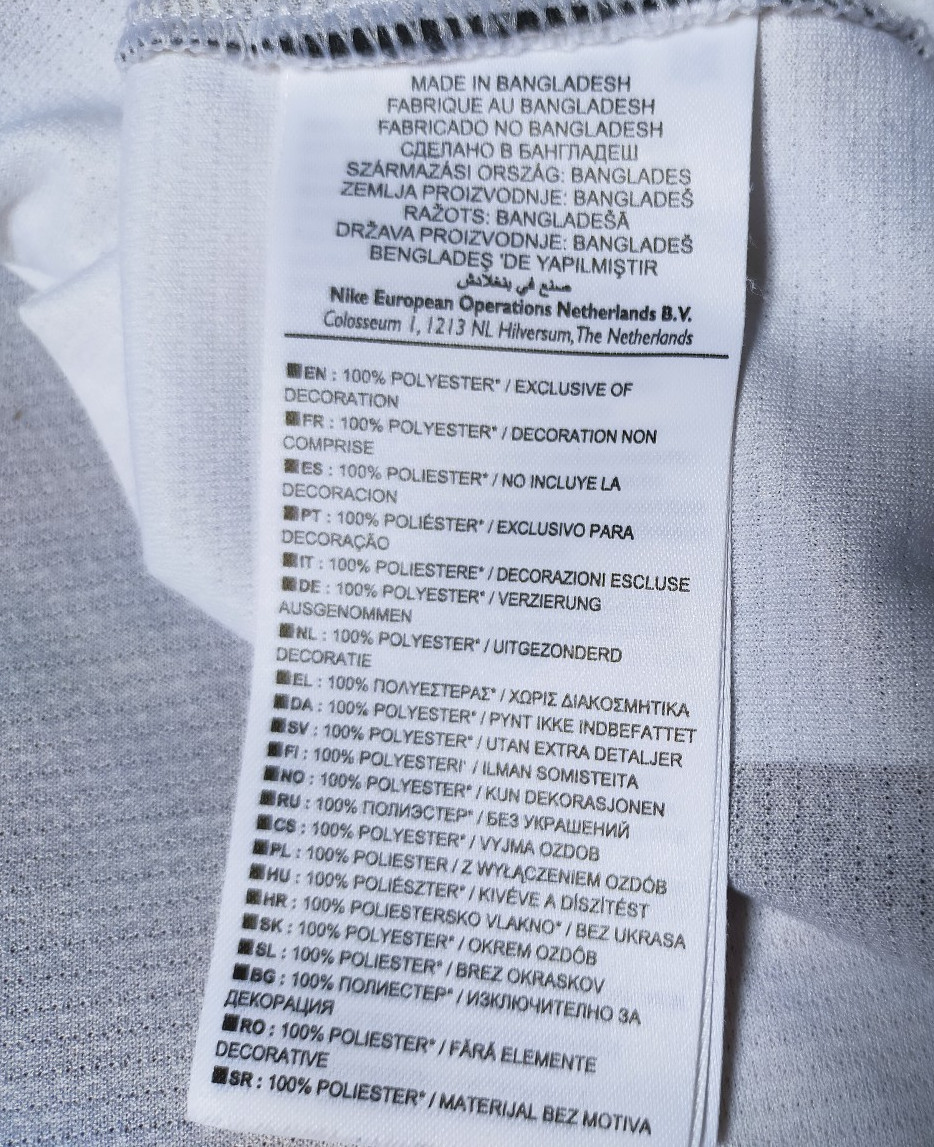 MADE IN BANGLADESH
FABRIQUE AU BANGLADESH
FABRICADO NO BANGLADESH
СДЕЛАНО В БАНГЛАДЕШ
SZÁRMAZÁSI ORSZÁG: BANGLADES
ZEMLJA PROIZVODNJE: BANGLADEŠ
RAŽOTS: BANGLADEŠĀ
DRŽAVA PROIZVODNJE: BANGLADEŠ
BENGLADEŞ 'DE YAPILMIŞTIR
صنع في بنغلادش
Nike European Operations Netherlands B.V.
Colosseum 1, 1213 NL Hilversum, The Netherlands
EN : 100% POLYESTER* / EXCLUSIVE OF
DECORATION
FR : 100% POLYESTER* / DECORATION NON
COMPRISE
ES : 100% POLIESTER* / NO INCLUYE LA
DECORACION
PT : 100% POLIÉSTER* / EXCLUSIVO PARA
DECORAÇÃO
IT : 100% POLIESTERE* / DECORAZIONI ESCLUSE
DE : 100% POLYESTER* / VERZIERUNG
AUSGENOMMEN
NL : 100% POLYESTER* / UITGEZONDERD
DECORATIE
EL : 100% ΠΟΛΥΕΣΤΕΡΑΣ* / ΧΩΡΙΣ ΔΙΑΚΟΣΜΗΤΙΚΑ
DA : 100% POLYESTER* / PYNT IKKE INDBEFATTET
SV : 100% POLYESTER* / UTAN EXTRA DETALJER
FI : 100% POLYESTERI* / ILMAN SOMISTEITA
NO : 100% POLYESTER* / KUN DEKORASJONEN
RU : 100% ПОЛИЭСТЕР* / БЕЗ УКРАШЕНИЙ
CS : 100% POLYESTER* / VYJMA OZDOB
PL : 100% POLIESTER / Z WYŁĄCZENIEM OZDÓB
HU : 100% POLIÉSZTER* / KIVÉVE A DÍSZÍTÉST
HR : 100% POLIESTERSKO VLAKNO* / BEZ UKRASA
SK : 100% POLYESTER* / OKREM OZDÔB
SL : 100% POLIESTER* / BREZ OKRASKOV
BG : 100% ПОЛИЕСТЕР* / ИЗКЛЮЧИТЕЛНО ЗА
ДЕКОРАЦИЯ
RO : 100% POLIESTER* / FĂRĂ ELEMENTE
DECORATIVE
SR : 100% POLIESTER* / MATERIJAL BEZ MOTIVA